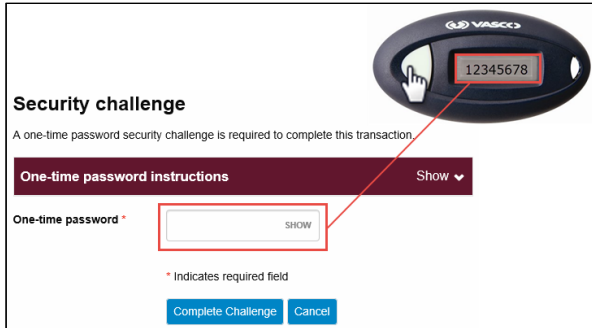 VASCO
12345678
Security challenge
A one-time password security challenge is required to complete this transaction.
One-time password instructions Show
One-time password * SHOW
* Indicates required field
Complete Challenge Cancel